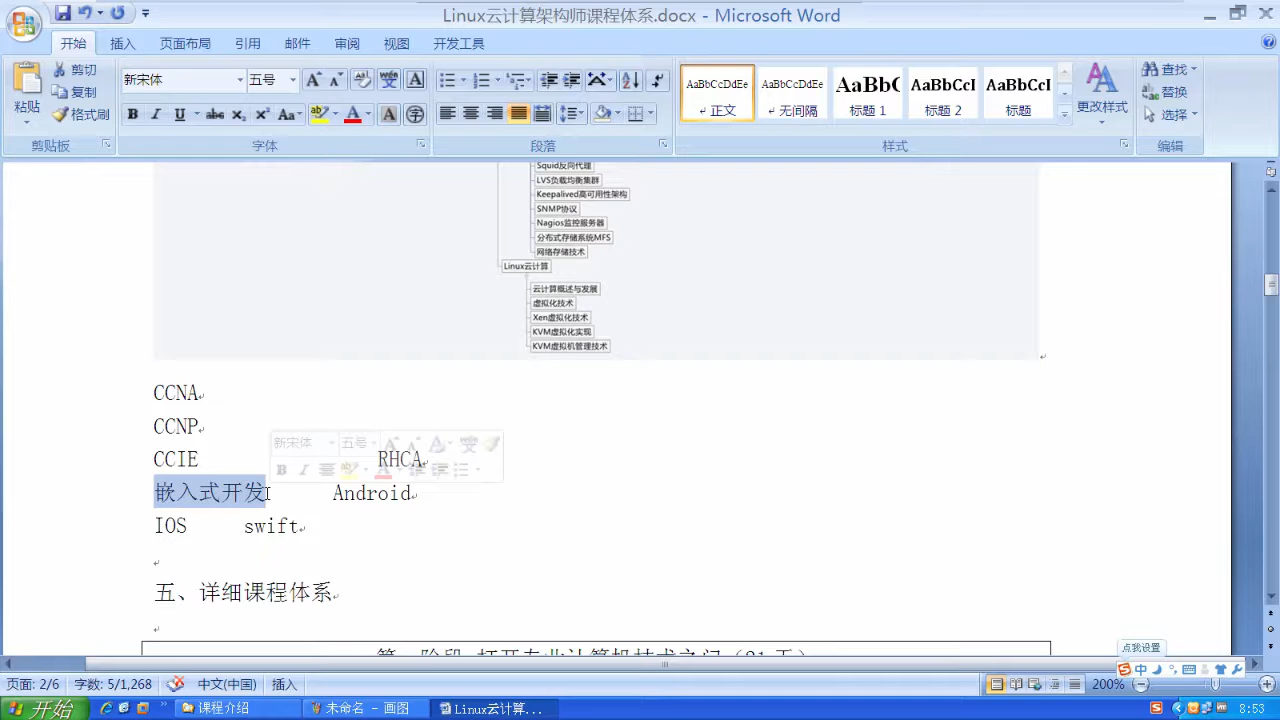 Linux云计算架构师课程体系.docx - Microsoft Word
开始 插入 页面布局 引用 邮件 审阅 视图 开发工具
粘贴
剪切
复制
格式刷
剪贴板
新宋体 五号
字体
段落
AaBbCcDdEe AaBbCcDdEe AaBbC AaBbCcI AaBbCcI
正文 无间隔 标题 1 标题 2 标题
更改样式
样式
查找
替换
选择
编辑
Squid反向代理
LVS负载均衡集群
Keepalived高可用性架构
SNMP协议
Nagios监控服务器
分布式存储系统MFS
网络存储技术
Linux云计算
云计算概述与发展
虚拟化技术
Xen虚拟化技术
KVM虚拟化实现
KVM虚拟机管理技术
CCNA
CCNP
新宋体 五号
CCIE RHCA
嵌入式开发 Android
IOS swift
五、详细课程体系
点我设置
中
页面: 2/6 字数: 5/1,268 中文(中国) 插入 200%
开始 课程介绍 未命名 - 画图 Linux云计算... 8:53